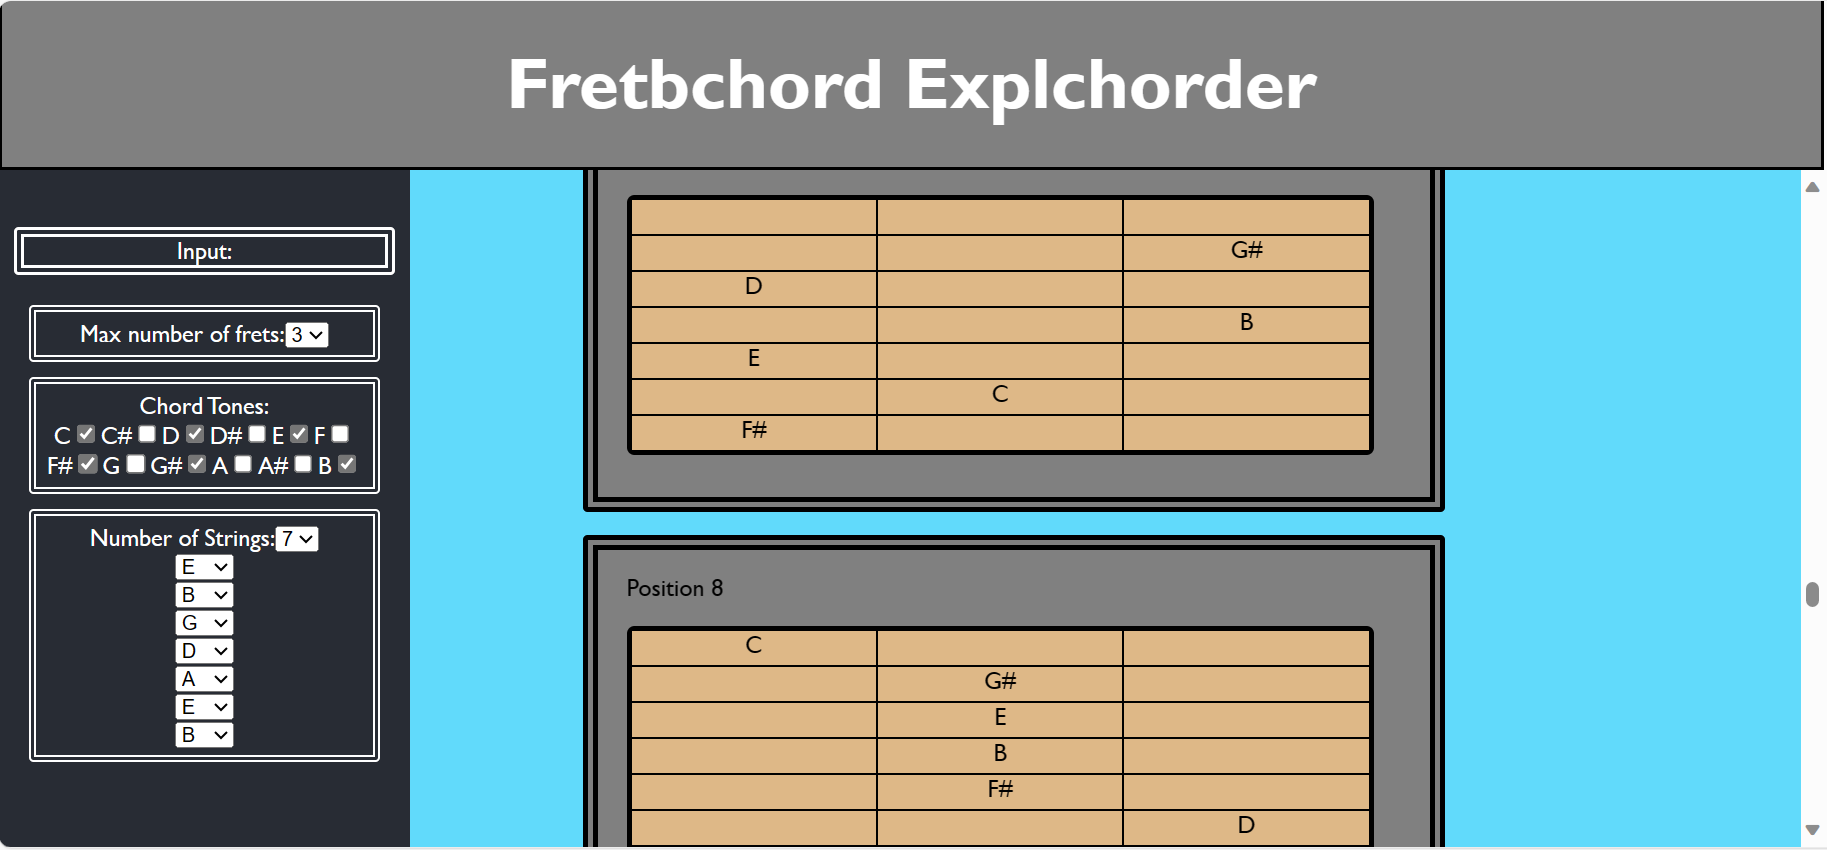 Fretbchord Explchorder
Input:
Max number of frets: 3
Chord Tones:
C C# D D# E F
F# G G# A A# B
Number of Strings: 7
E
B
G
D
A
E
B
G#
D
B
E
C
F#
Position 8
C
G#
E
B
F#
D